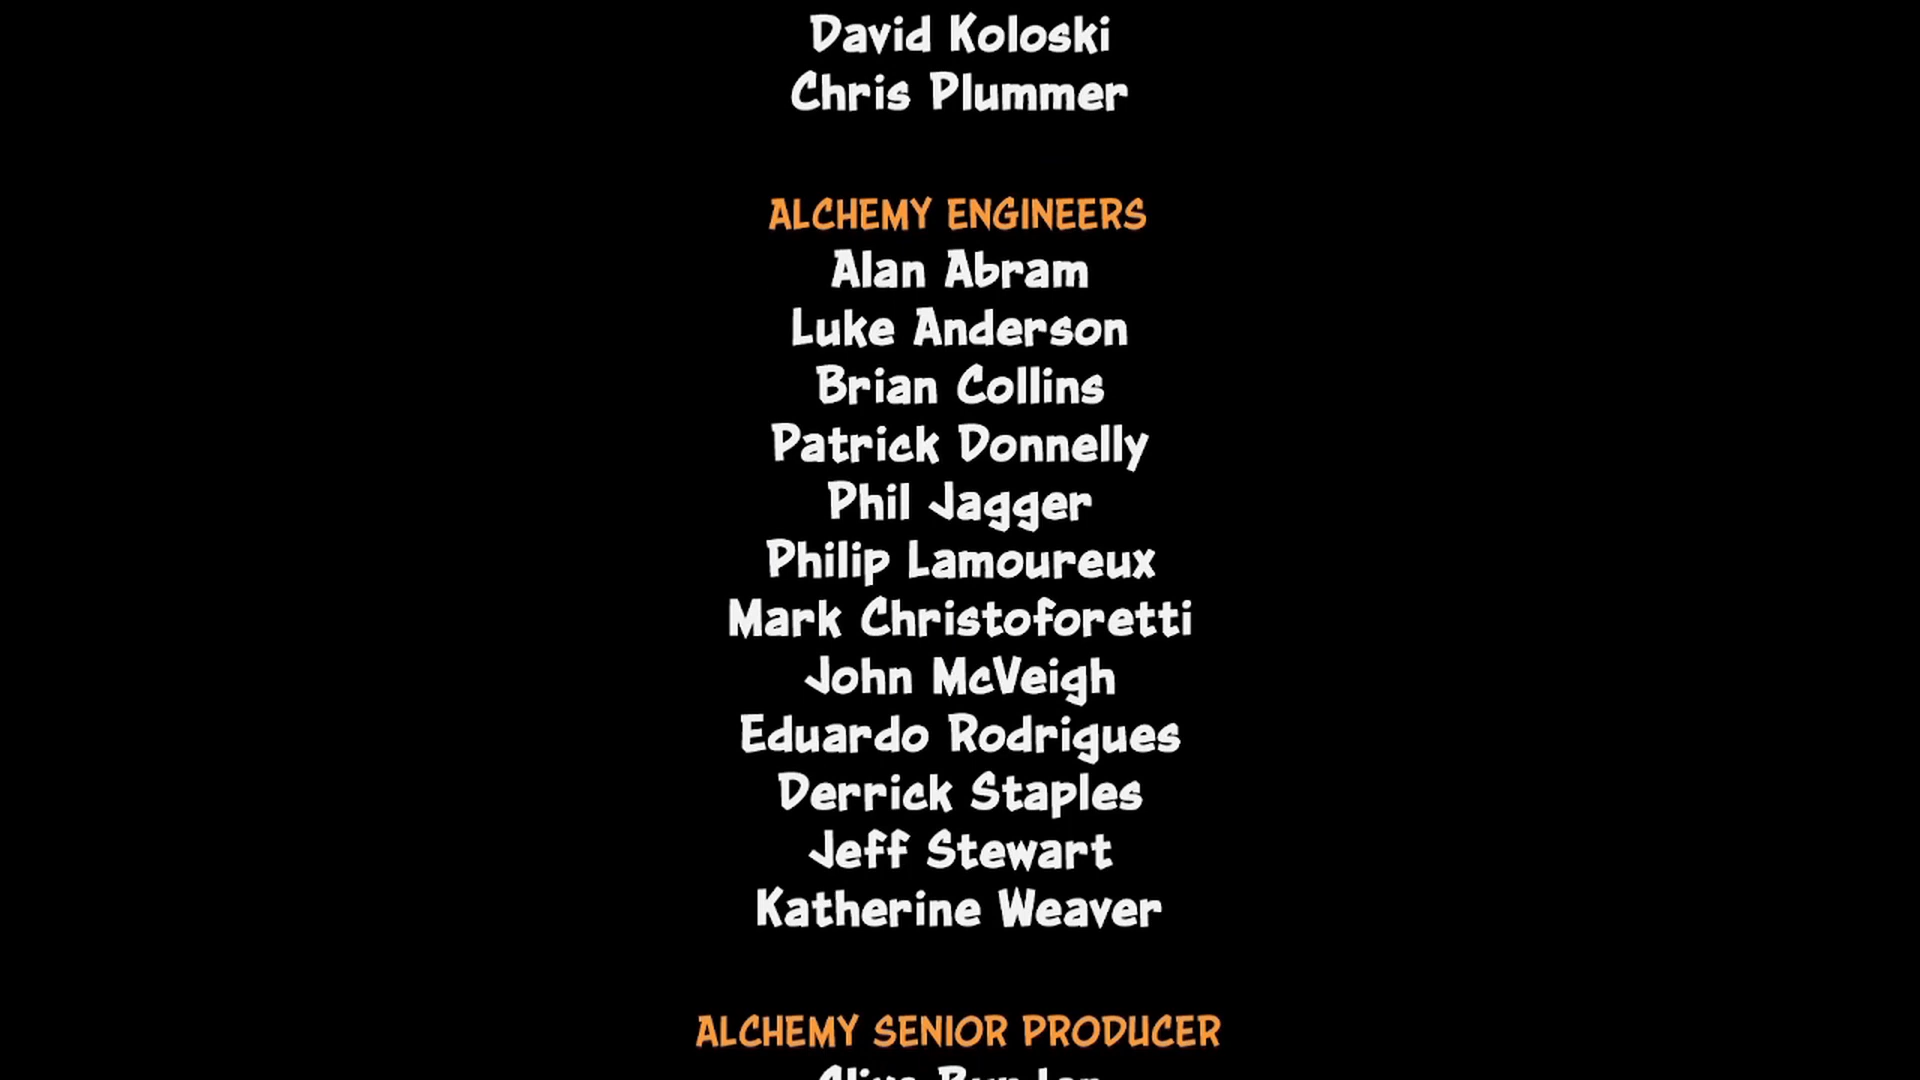 David Koloski
Chris Plummer
ALCHEMY ENGINEERS
Alan Abram
Luke Anderson
Brian Collins
Patrick Donnelly
Phil Jagger
Philip Lamoureux
Mark Christoforetti
John McVeigh
Eduardo Rodrigues
Derrick Staples
Jeff Stewart
Katherine Weaver
ALCHEMY SENIOR PRODUCER